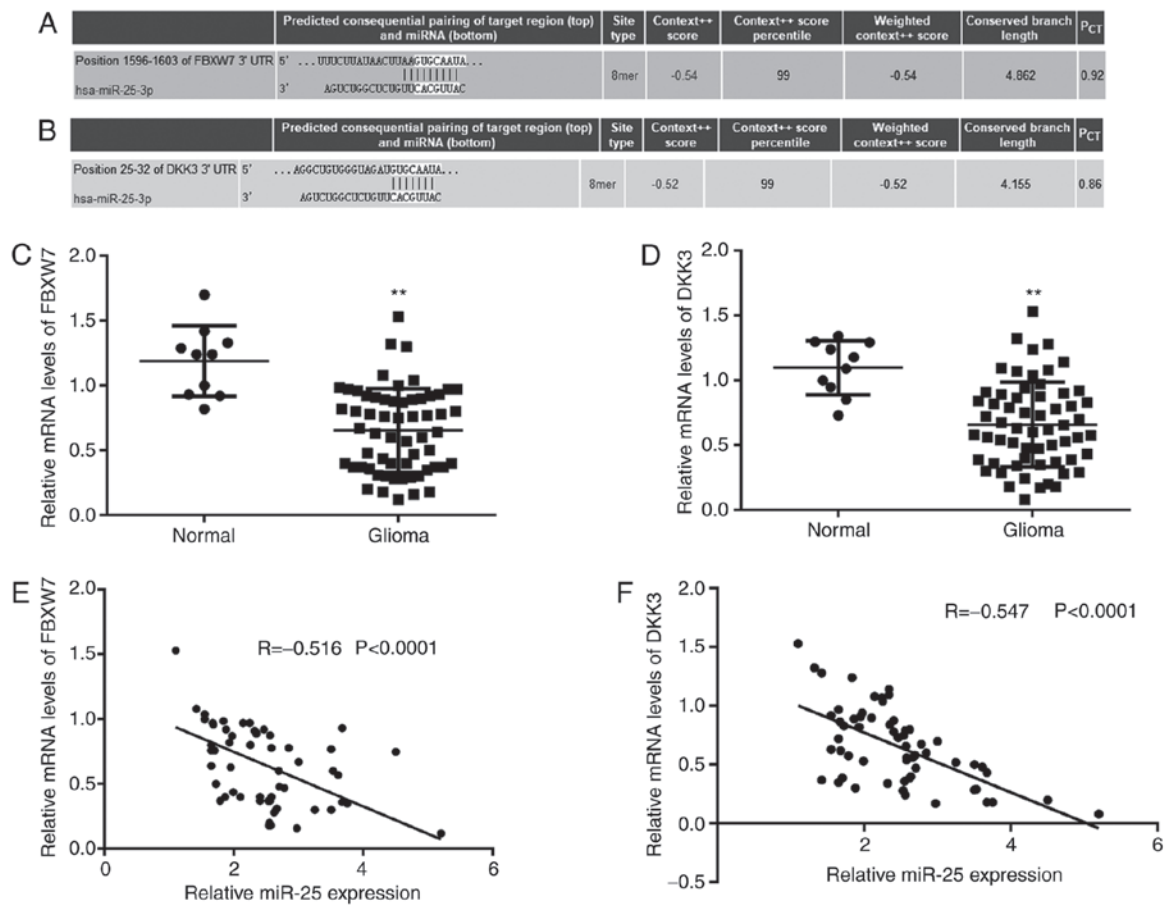 A
Predicted consequential pairing of target region (top) and miRNA (bottom)
Site type
Context++ score
Context++ score percentile
Weighted context++ score
Conserved branch length
PCT
Position 1596-1603 of FBXW7 3' UTR 5' ...UUUCUUAUAACUUAAGUGCAAUA...
hsa-miR-25-3p 3' AGUCUGGCUCUGUUCACGUUAC
8mer -0.54 99 -0.54 4.862 0.92
B
Predicted consequential pairing of target region (top) and miRNA (bottom)
Site type
Context++ score
Context++ score percentile
Weighted context++ score
Conserved branch length
PCT
Position 25-32 of DKK3 3' UTR 5' ...AGGCUGUGGGUAGAUGUGCAAUA...
hsa-miR-25-3p 3' AGUCUGGCUCUGUUCACGUUAC
8mer -0.52 99 -0.52 4.155 0.86
C
Relative mRNA levels of FBXW7
2.0
1.5
1.0
0.5
0.0
**
Normal Glioma
D
Relative mRNA levels of DKK3
2.0
1.5
1.0
0.5
0.0
**
Normal Glioma
E
Relative mRNA levels of FBXW7
2.0
1.5
1.0
0.5
0.0
R=−0.516 P<0.0001
0 2 4 6
Relative miR-25 expression
F
Relative mRNA levels of DKK3
2.0
1.5
1.0
0.5
0.0
−0.5
R=−0.547 P<0.0001
2 4 6
Relative miR-25 expression